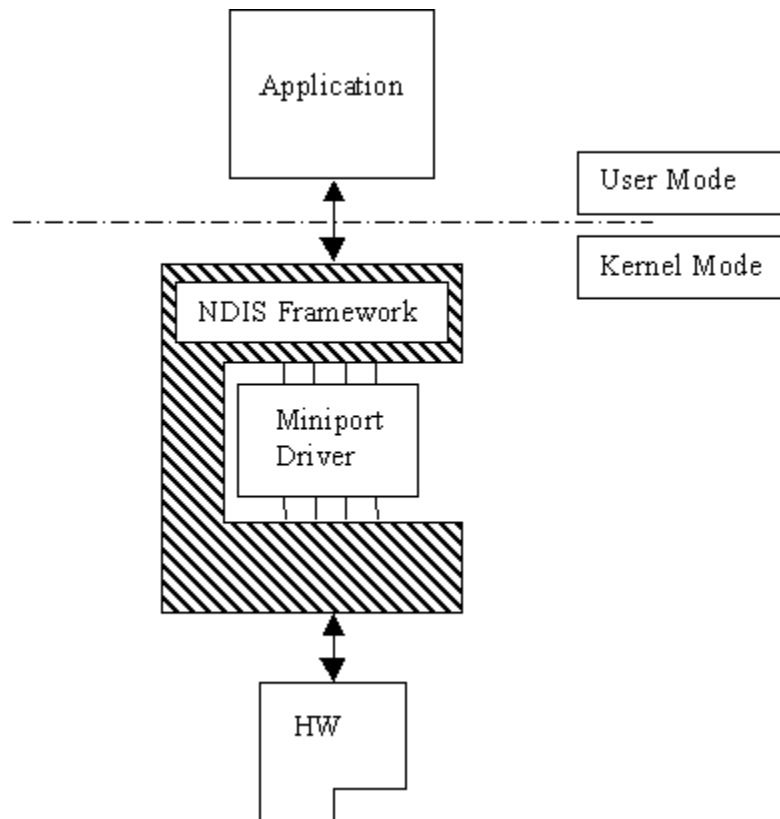 Application
User Mode
Kernel Mode
NDIS Framework
Miniport
Driver
HW